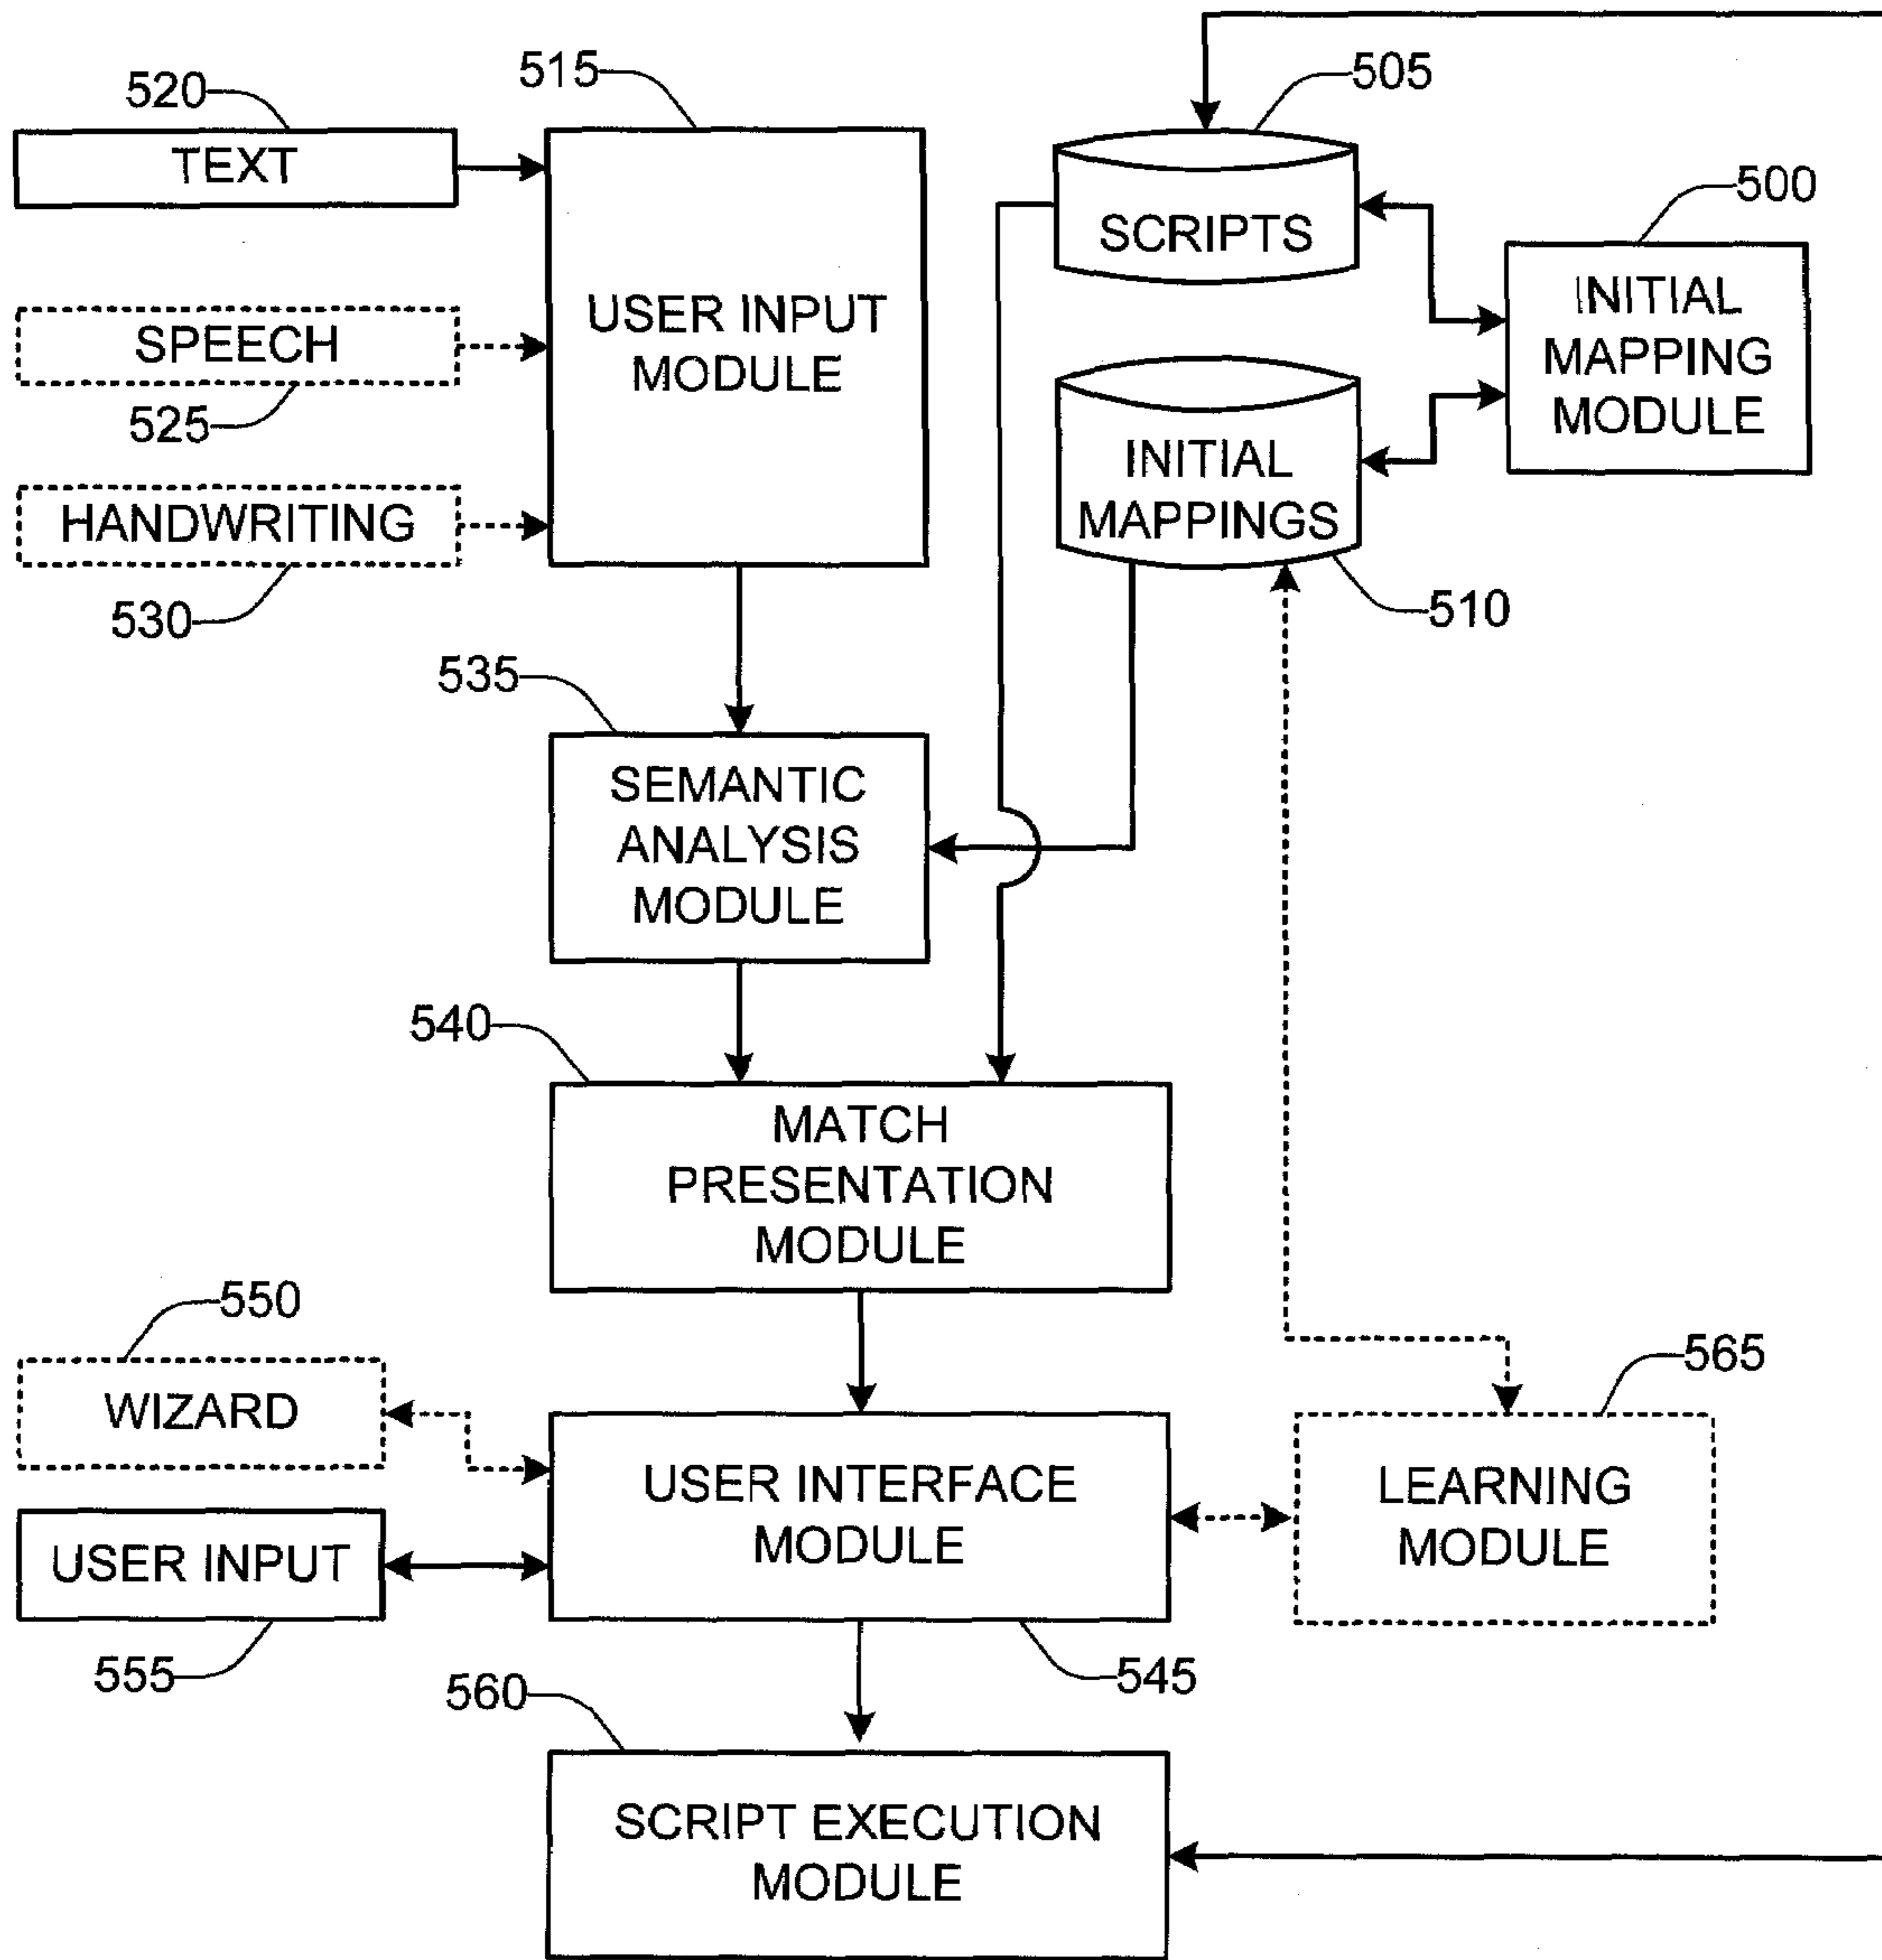 520
TEXT
SPEECH
525
HANDWRITING
530
515
USER INPUT
MODULE
505
SCRIPTS
500
INITIAL
MAPPING
MODULE
INITIAL
MAPPINGS
510
535
SEMANTIC
ANALYSIS
MODULE
540
MATCH
PRESENTATION
MODULE
550
WIZARD
USER INPUT
555
USER INTERFACE
MODULE
545
565
LEARNING
MODULE
560
SCRIPT EXECUTION
MODULE